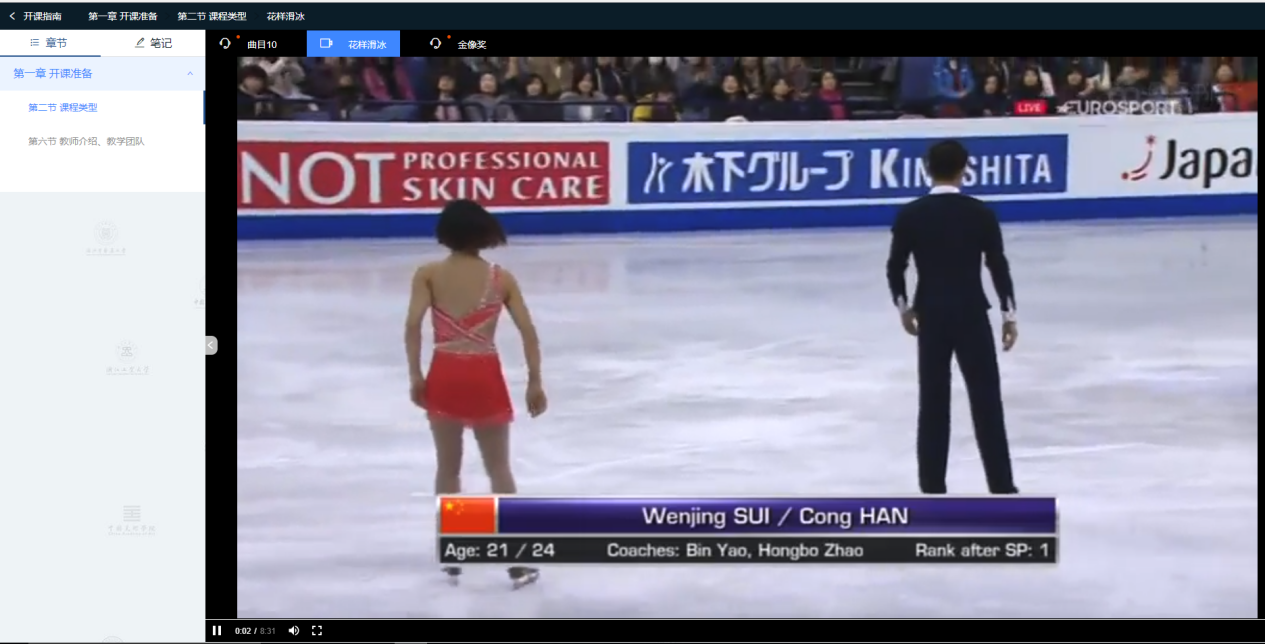 开课指南 第一章 开课准备 第二节 课程类型 花样滑冰
章节 笔记
曲目10 花样滑冰 金像奖
第一章 开课准备
第二节 课程类型
第六节 教师介绍、教学团队
LIVE EUROSPORT
NOT PROFESSIONAL SKIN CARE
木下グループ
Japa
Wenjing SUI / Cong HAN
Age: 21 / 24 Coaches: Bin Yao, Hongbo Zhao Rank after SP: 1
0:02 / 8:31